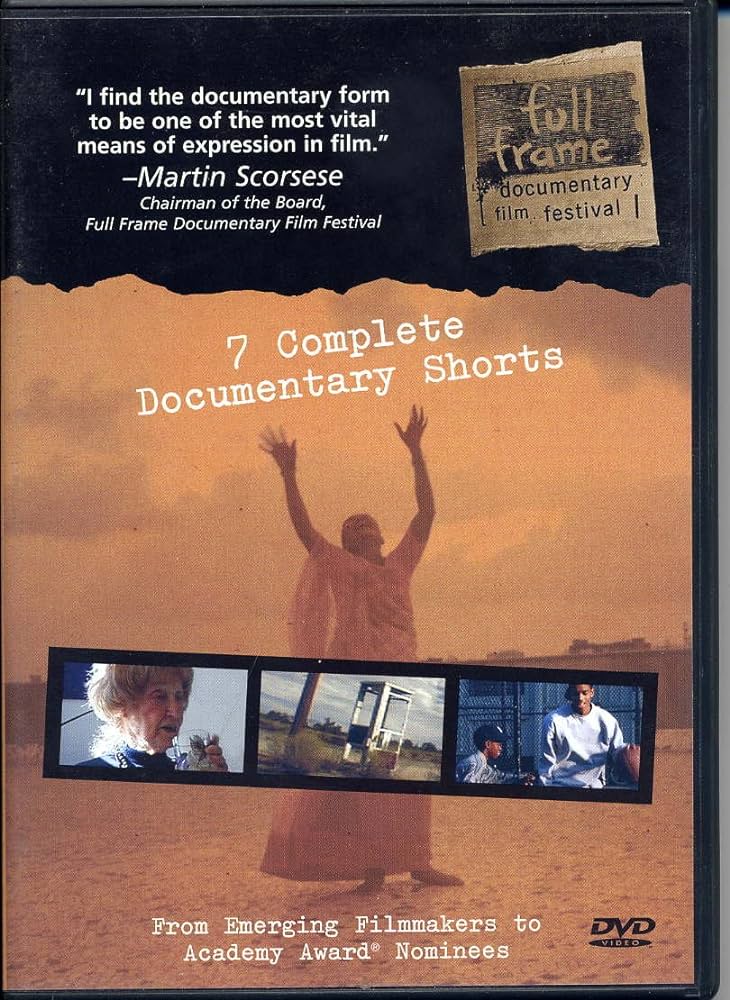 “I find the documentary form
to be one of the most vital
means of expression in film.”
–Martin Scorsese
Chairman of the Board,
Full Frame Documentary Film Festival
full
frame
documentary
[ film festival ]
7 Complete
Documentary Shorts
From Emerging Filmmakers to
Academy Award® Nominees
DVD
VIDEO